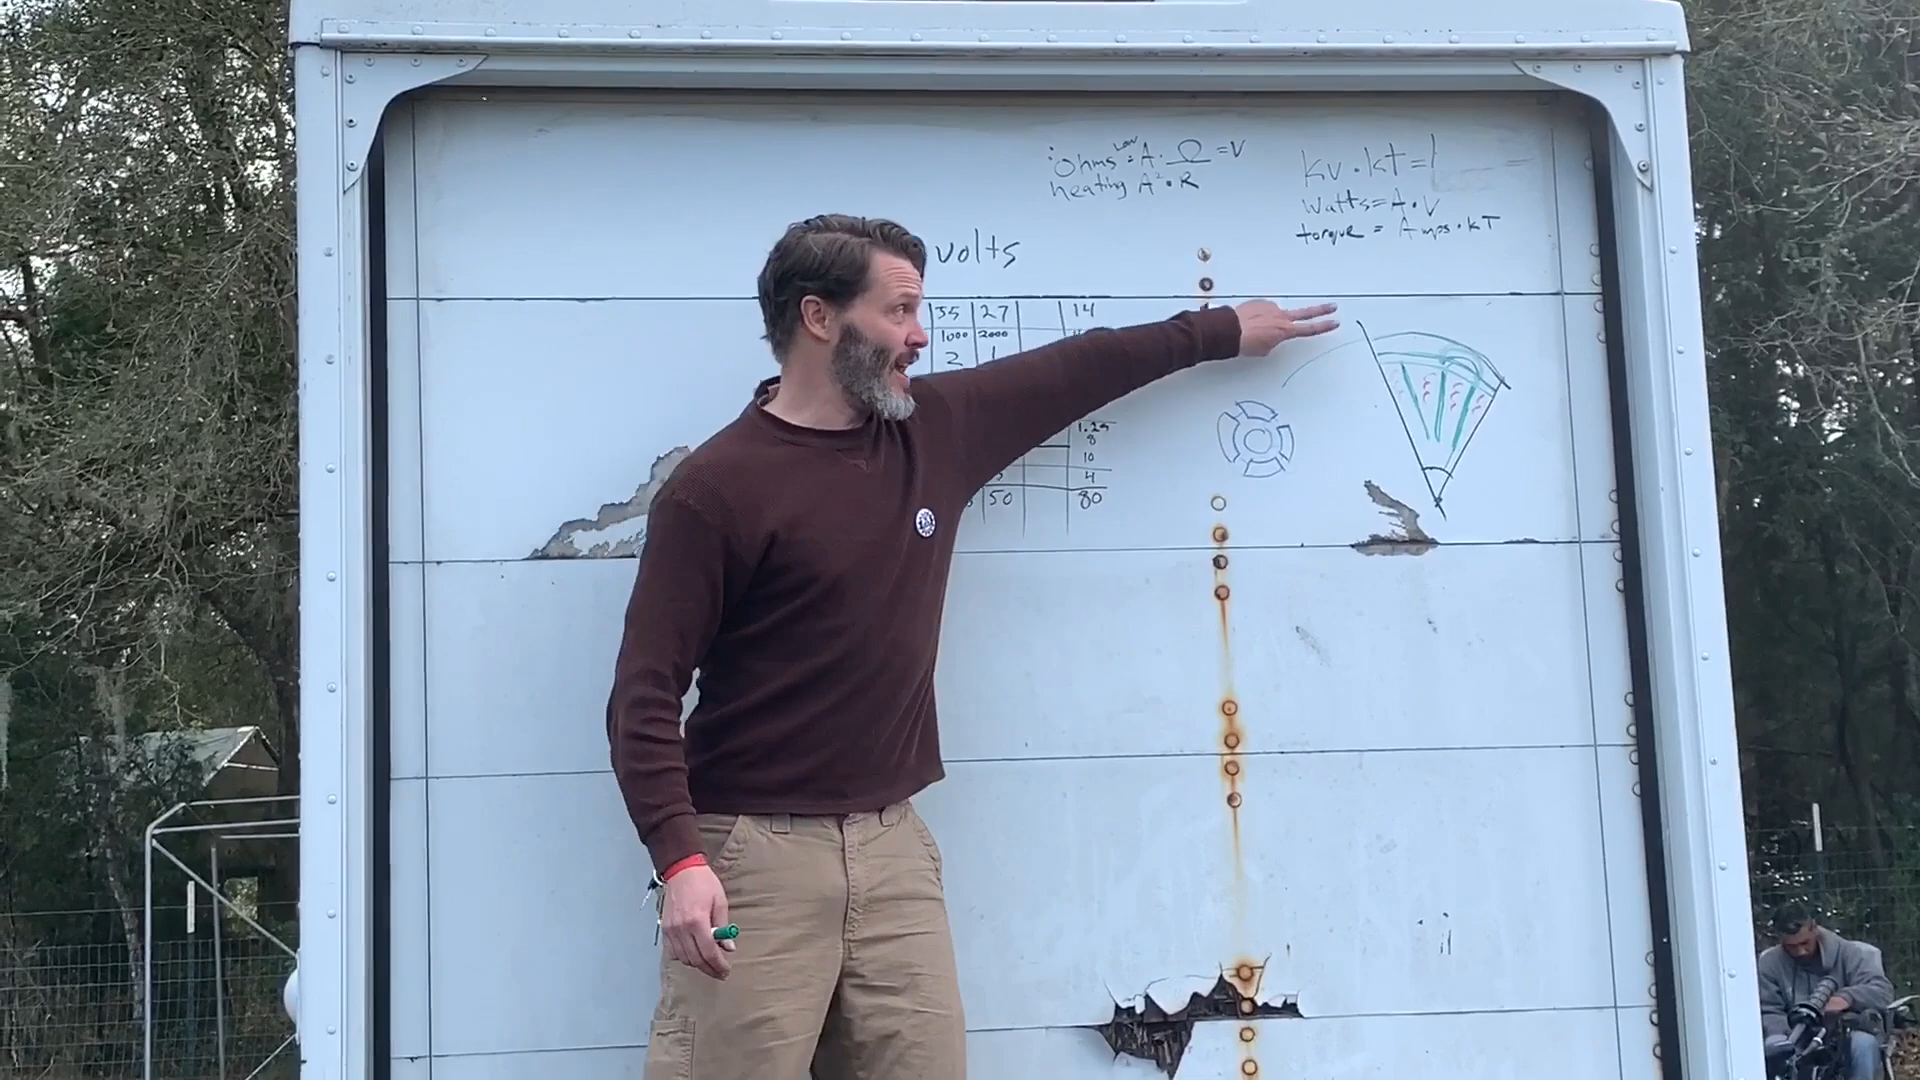 Ohms Law = A · Ω = V
heating A² · R
kv · kT = 1
Watts = A · V
torque = Amps · kT
volts
35 27 14
1000 2000
2 1
1.25
8
10
4
50 80